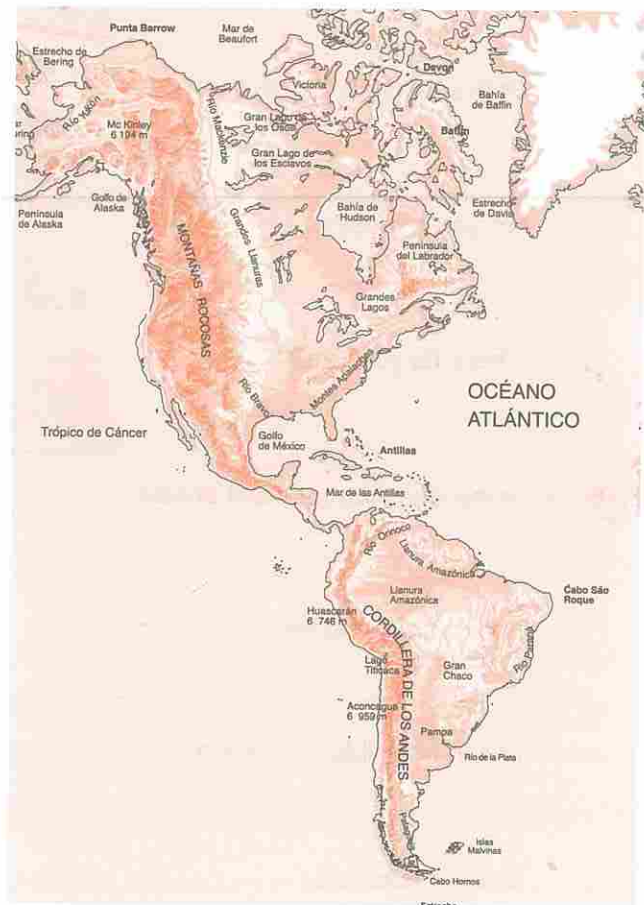 Punta Barrow
Mar de
Beaufort
Estrecho de
Bering
Devon
Victoria
Bahía
de Baffin
Río Mackende
Río Yukón
Mc Kinley
6 194 m
Gran Lago de
los Osos
Baffin
Gran Lago de
los Esclavos
Península
de Alaska
Golfo de
Alaska
Bahía de
Hudson
Estrecho
de Davis
Grandes Llanuras
MONTAÑAS ROCOSAS
Península
del Labrador
Grandes
Lagos
Montes Apalaches
OCÉANO
ATLÁNTICO
Río Bravo
Trópico de Cáncer
Golfo
de México
Antillas
Mar de las Antillas
Río Orinoco
Llanura Amazónica
Llanura
Amazónica
Cabo São
Roque
Huascarán
6 746 m
CORDILLERA DE LOS ANDES
Río Paraná
Lago
Titicaca
Gran
Chaco
Aconcagua
6 959 m
Pampa
Río de la Plata
Patagonia
Islas
Malvinas
Cabo Hornos
Estrecho